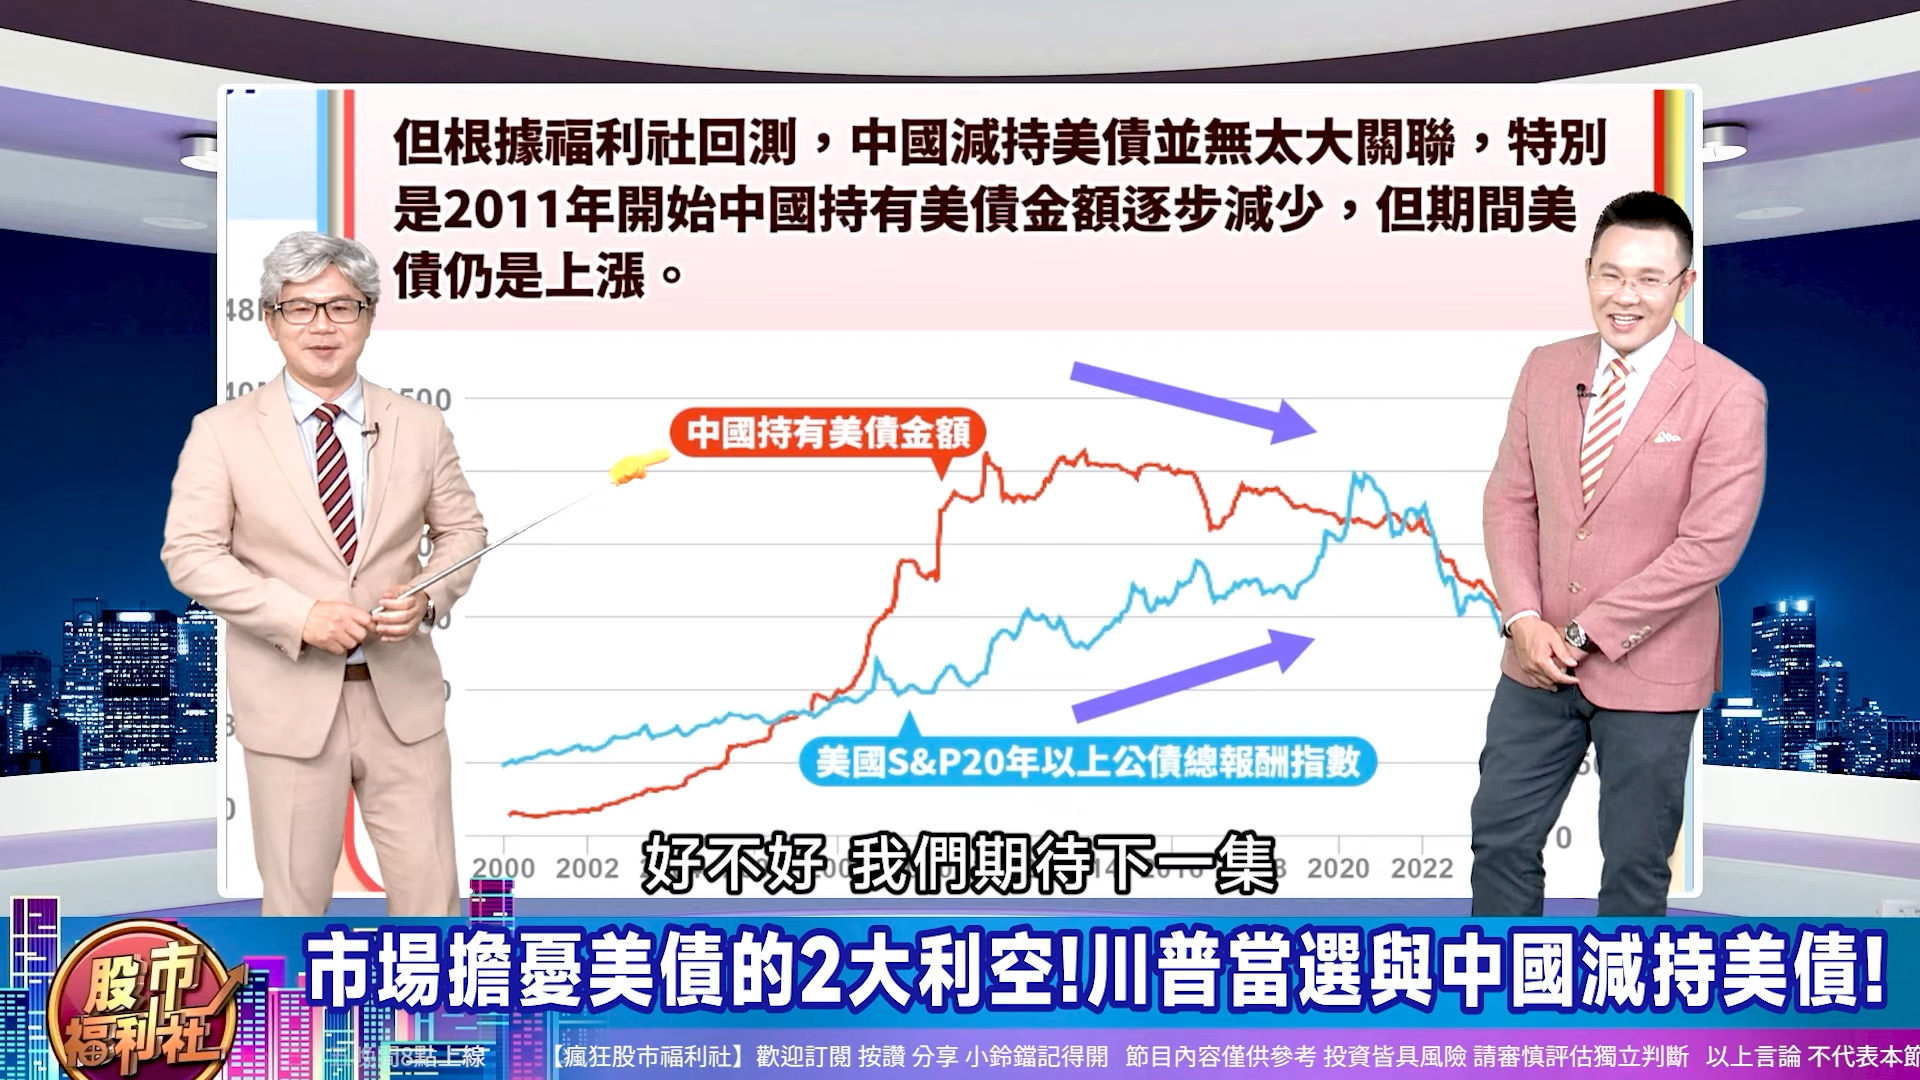 但根據福利社回測，中國減持美債並無太大關聯，特別
是2011年開始中國持有美債金額逐步減少，但期間美
債仍是上漲。
中國持有美債金額
美國S&P20年以上公債總報酬指數
0
2000 2002 2020 2022
好不好 我們期待下一集
市場擔憂美債的2大利空!川普當選與中國減持美債!
股市
福利社
8點上線 【瘋狂股市福利社】歡迎訂閱 按讚 分享 小鈴鐺記得開 節目內容僅供參考 投資皆具風險 請審慎評估獨立判斷 以上言論 不代表本節